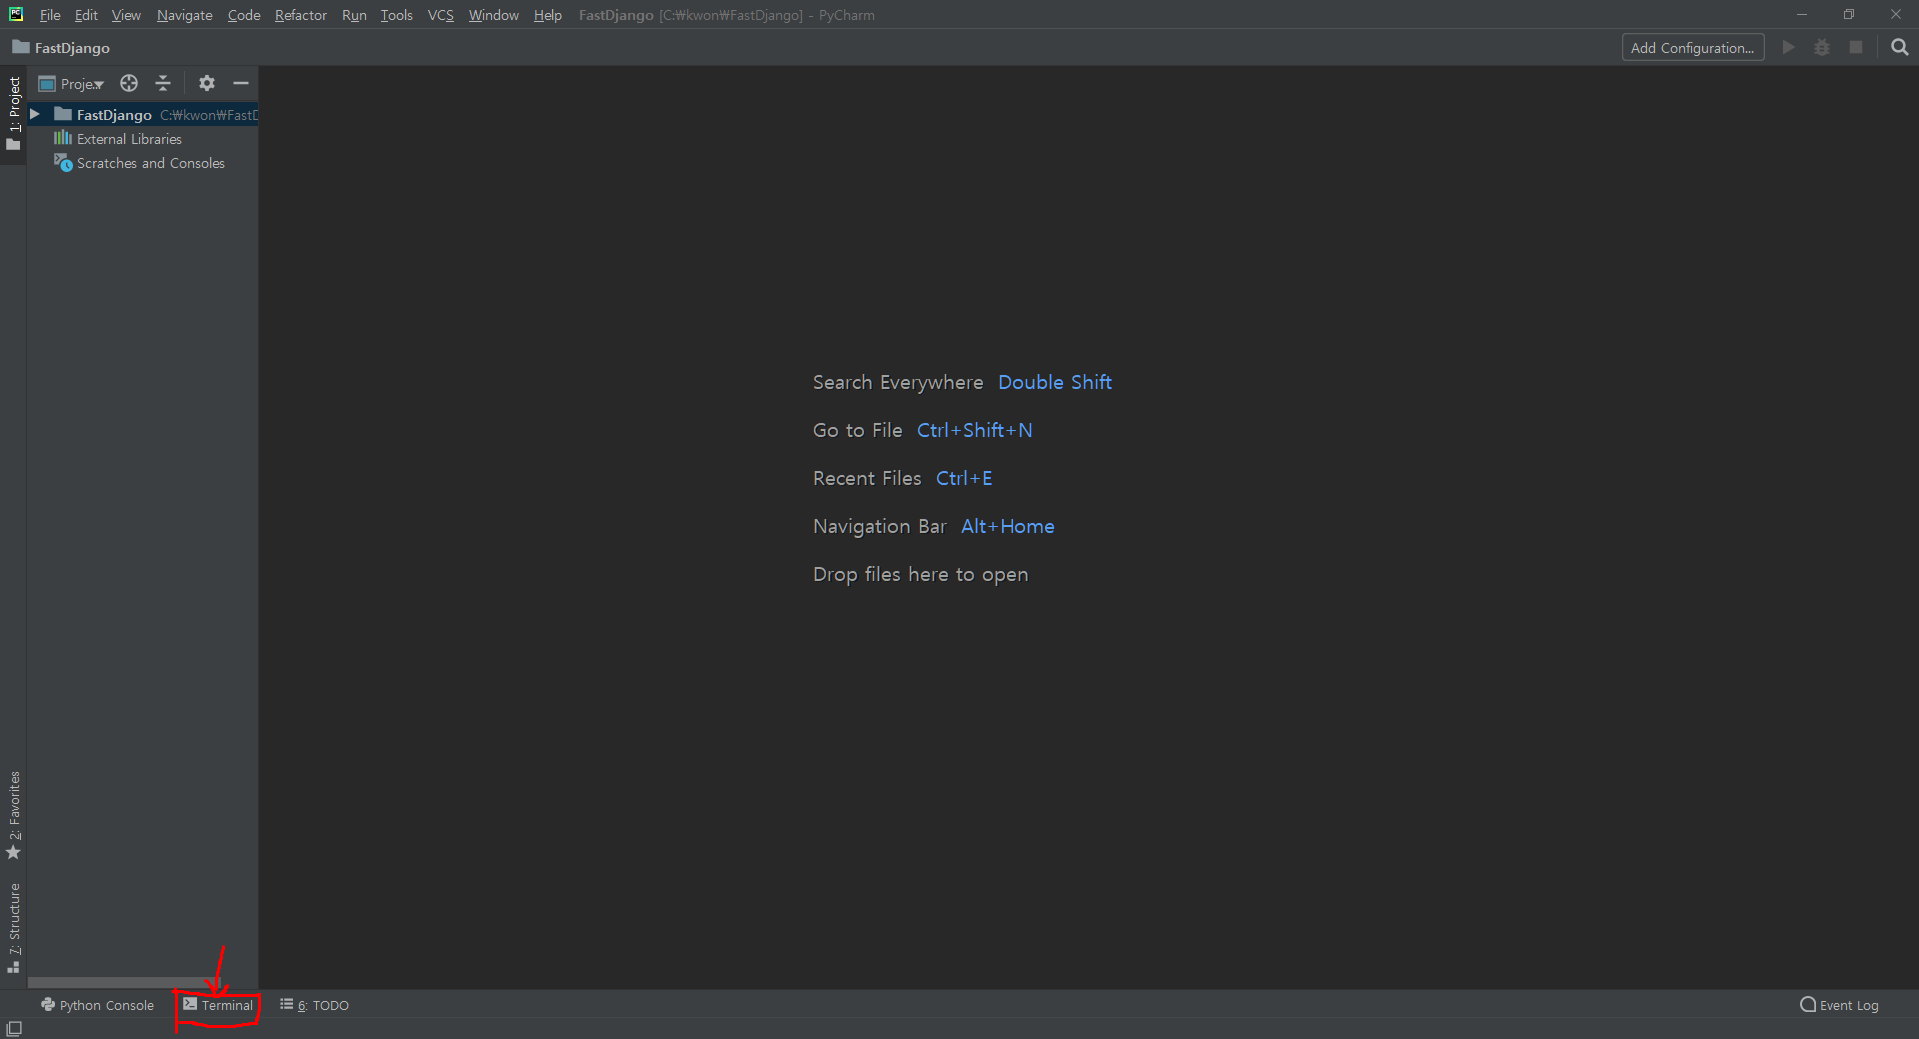 PC File Edit View Navigate Code Refactor Run Tools VCS Window Help FastDjango [C:₩kwon₩FastDjango] - PyCharm
FastDjango
Add Configuration...
1: Project
Proje
FastDjango C:₩kwon₩FastD
External Libraries
Scratches and Consoles
Search Everywhere Double Shift
Go to File Ctrl+Shift+N
Recent Files Ctrl+E
Navigation Bar Alt+Home
Drop files here to open
2: Favorites
7: Structure
Python Console Terminal 6: TODO Event Log